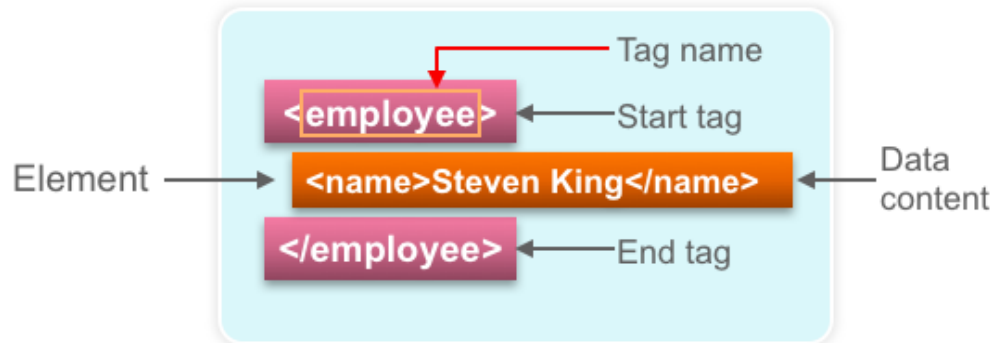 Tag name
<employee>
Start tag
Element
<name>Steven King</name>
Data
content
</employee>
End tag